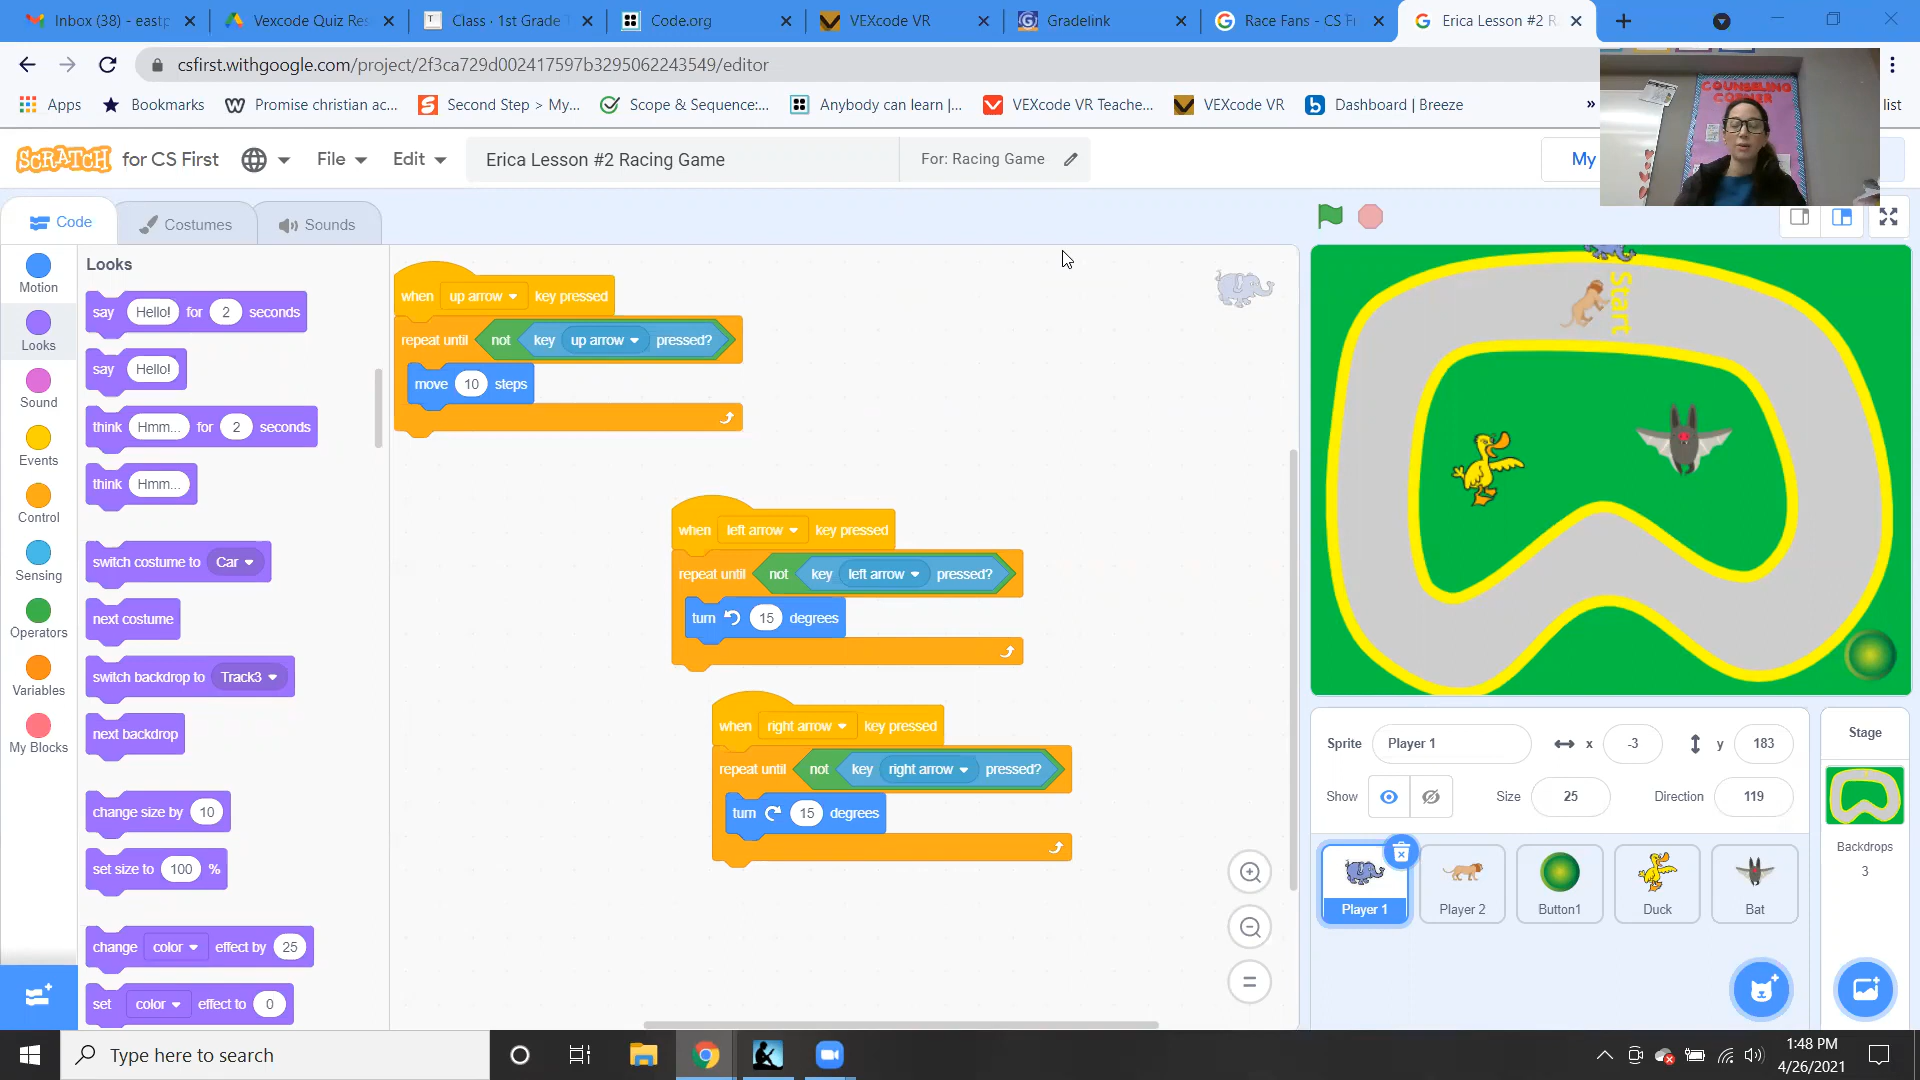 Inbox (38) - eastp
Vexcode Quiz Res
Class · 1st Grade T
Code.org
VEXcode VR
Gradelink
Race Fans - CS Fi
Erica Lesson #2 R
csfirst.withgoogle.com/project/2f3ca729d002417597b3295062243549/editor
Apps
Bookmarks
Promise christian ac...
Second Step > My...
Scope & Sequence:...
Anybody can learn |...
VEXcode VR Teache...
VEXcode VR
Dashboard | Breeze
»
list
COUNSELING
CORNER
SCRATCH for CS First
File
Edit
Erica Lesson #2 Racing Game
For: Racing Game
My
Code
Costumes
Sounds
Motion
Looks
Sound
Events
Control
Sensing
Operators
Variables
My Blocks
Looks
say Hello! for 2 seconds
say Hello!
think Hmm... for 2 seconds
think Hmm...
switch costume to Car
next costume
switch backdrop to Track3
next backdrop
change size by 10
set size to 100 %
change color effect by 25
set color effect to 0
when up arrow key pressed
repeat until not key up arrow pressed?
move 10 steps
when left arrow key pressed
repeat until not key left arrow pressed?
turn 15 degrees
when right arrow key pressed
repeat until not key right arrow pressed?
turn 15 degrees
Start
Sprite Player 1 x -3 y 183
Show Size 25 Direction 119
Player 1
Player 2
Button1
Duck
Bat
Stage
Backdrops
3
Type here to search
1:48 PM
4/26/2021